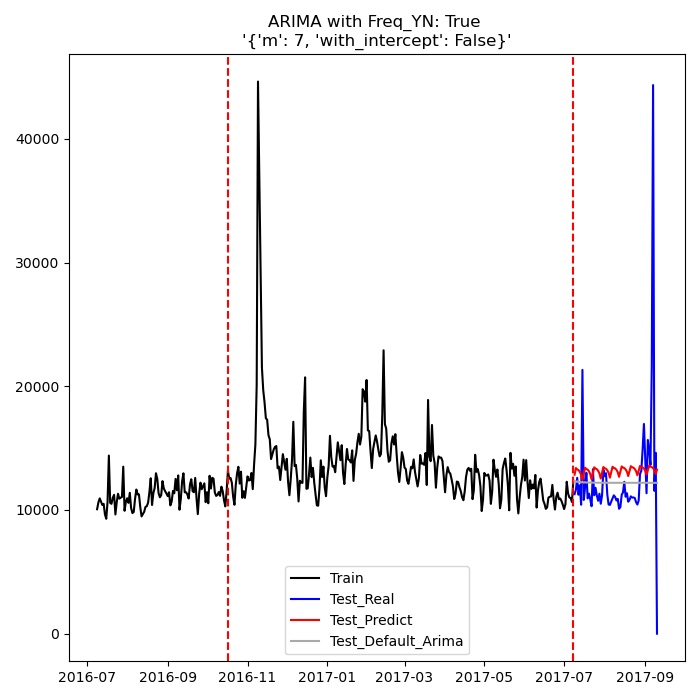 ARIMA with Freq_YN: True
'{'m': 7, 'with_intercept': False}'
40000
30000
20000
10000
0
Train
Test_Real
Test_Predict
Test_Default_Arima
2016-07 2016-09 2016-11 2017-01 2017-03 2017-05 2017-07 2017-09